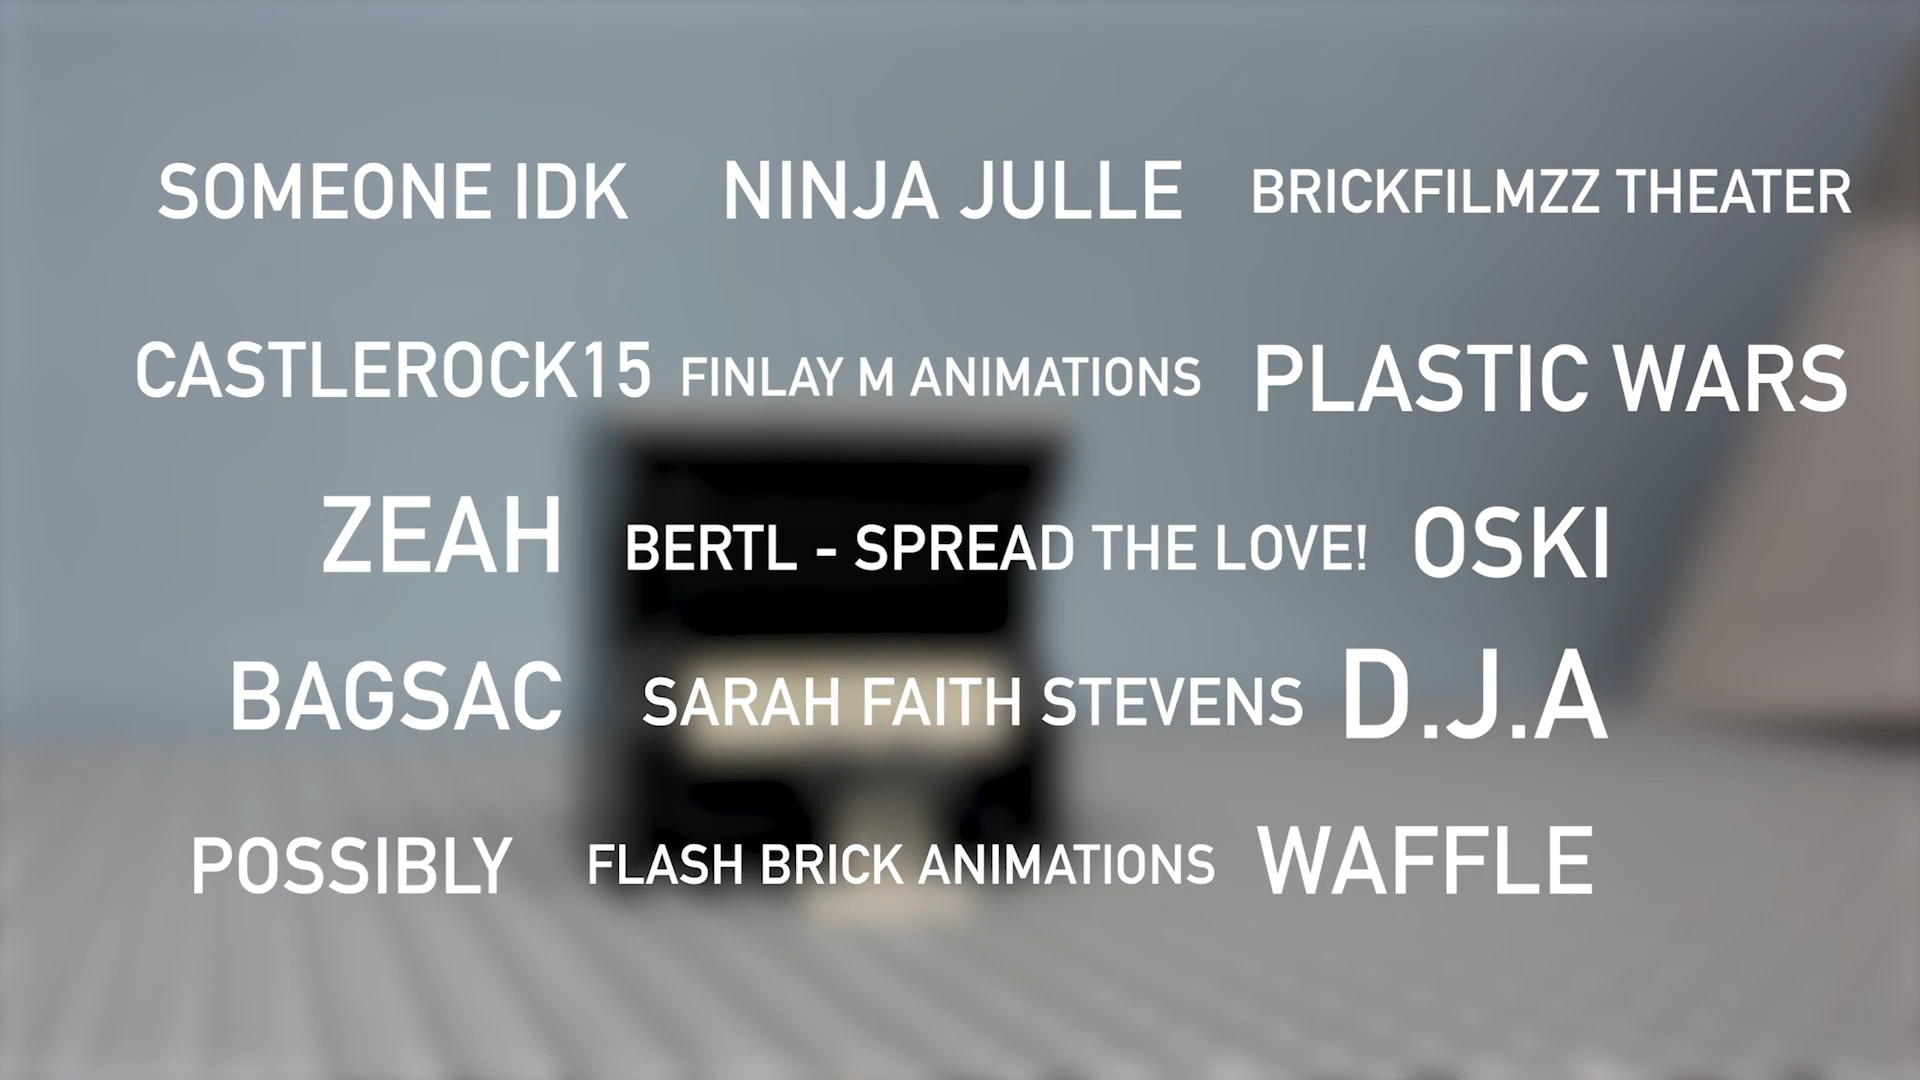 SOMEONE IDK NINJA JULLE BRICKFILMZZ THEATER
CASTLEROCK15 FINLAY M ANIMATIONS PLASTIC WARS
ZEAH BERTL - SPREAD THE LOVE! OSKI
BAGSAC SARAH FAITH STEVENS D.J.A
POSSIBLY FLASH BRICK ANIMATIONS WAFFLE